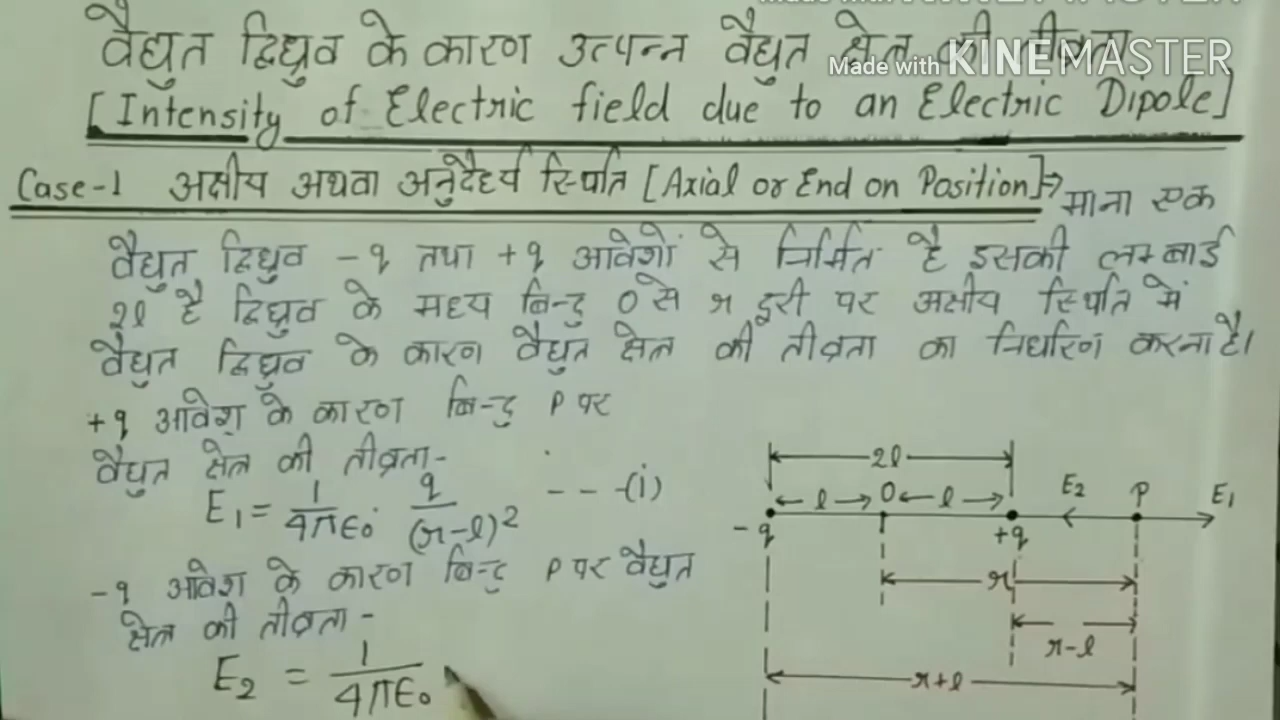 Made with KINEMASTER
वैद्युत द्विध्रुव के कारण उत्पन्न वैद्युत क्षेत्र की तीव्रता
[Intensity of Electric field due to an Electric Dipole]
Case-1 अक्षीय अथवा अनुदैर्ध्य स्थिति [Axial or End on Position]⇒ माना एक
वैद्युत द्विध्रुव -q तथा +q आवेशों से निर्मित है इसकी लम्बाई
2l है द्विध्रुव के मध्य बिन्दु O से r दूरी पर अक्षीय स्थिति में
वैद्युत द्विध्रुव के कारण वैद्युत क्षेत्र की तीव्रता का निर्धारण करना है।
+q आवेश के कारण बिन्दु P पर
वैद्युत क्षेत्र की तीव्रता-
E₁ = 1/4πε₀ · q/(r-l)² - - -(i)
-q आवेश के कारण बिन्दु P पर वैद्युत
क्षेत्र की तीव्रता -
E₂ = 1/4πε₀
2l
l O l E₂ P E₁
-q +q
r
r-l
r+l